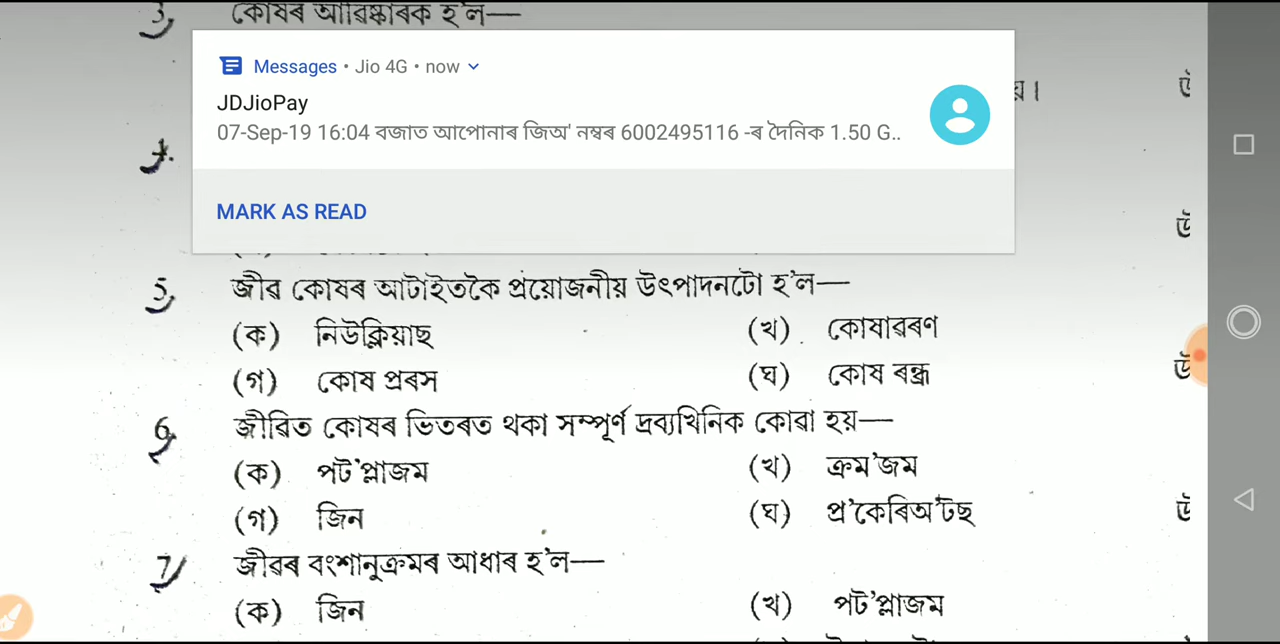 3, কোষৰ আৱিষ্কাৰক হ'ল—
Messages • Jio 4G • now
JDJioPay
07-Sep-19 16:04 বজাত আপোনাৰ জিঅ' নম্বৰ 6002495116 -ৰ দৈনিক 1.50 G..
MARK AS READ
য়।
উ
4.
উ
5, জীৱ কোষৰ আটাইতকৈ প্ৰয়োজনীয় উৎপাদনটো হ'ল—
(ক) নিউক্লিয়াছ (খ) কোষাৱৰণ
(গ) কোষ প্ৰৰস (ঘ) কোষ ৰন্ধ্ৰ
উ
6, জীৱিত কোষৰ ভিতৰত থকা সম্পূৰ্ণ দ্ৰব্যখিনিক কোৱা হয়—
(ক) পট'প্লাজম (খ) ক্ৰম'জম
(গ) জিন (ঘ) প্ৰ'কেৰিঅ'টছ
উ
7, জীৱৰ বংশানুক্ৰমৰ আধাৰ হ'ল—
(ক) জিন (খ) পট'প্লাজম